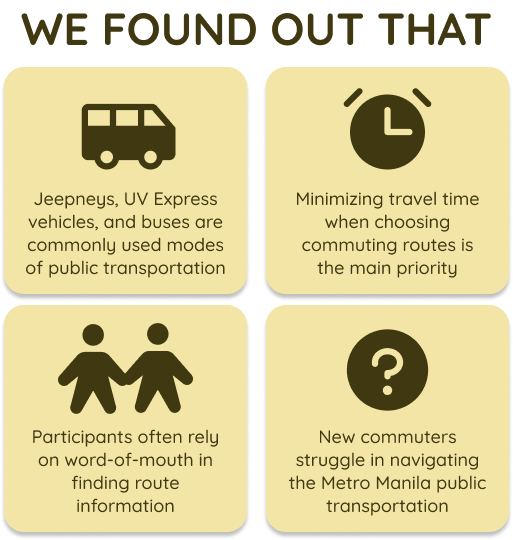 WE FOUND OUT THAT
Jeepneys, UV Express
vehicles, and buses are
commonly used modes
of public transportation
Minimizing travel time
when choosing
commuting routes is
the main priority
Participants often rely
on word-of-mouth in
finding route
information
New commuters
struggle in navigating
the Metro Manila public
transportation